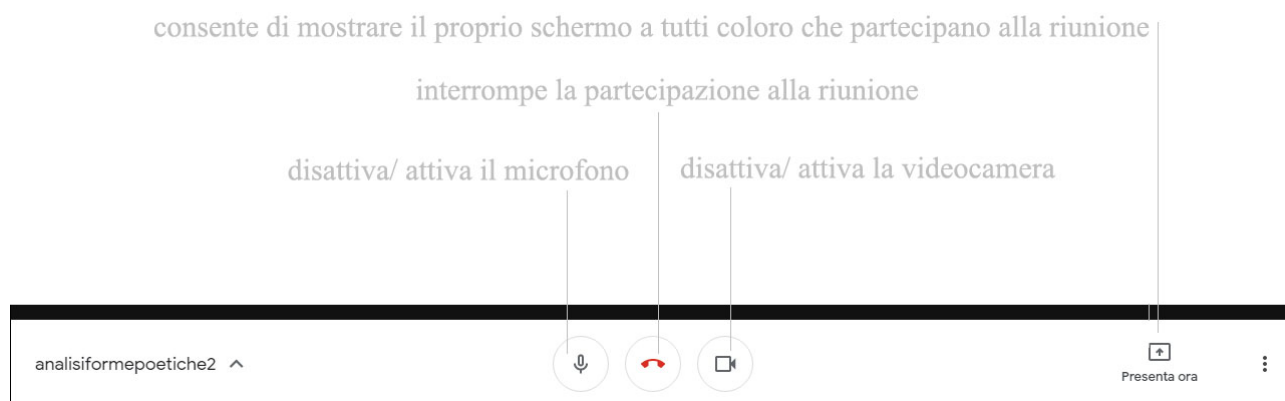 consente di mostrare il proprio schermo a tutti coloro che partecipano alla riunione
interrompe la partecipazione alla riunione
disattiva/ attiva il microfono
disattiva/ attiva la videocamera
analisiformepoetiche2
Presenta ora